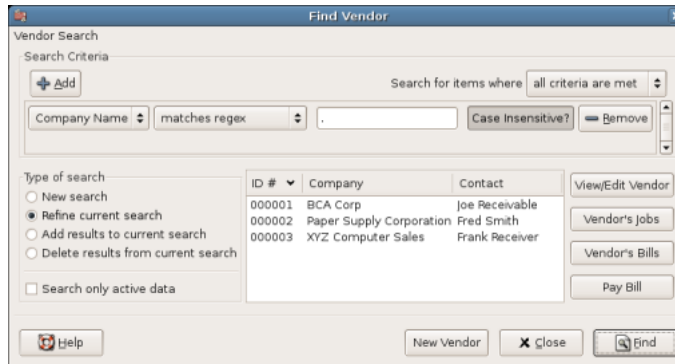 Find Vendor
Vendor Search
Search Criteria
Add
Search for items where all criteria are met
Company Name matches regex . Case Insensitive? Remove
Type of search
New search
Refine current search
Add results to current search
Delete results from current search
Search only active data
ID # Company Contact
000001 BCA Corp Joe Receivable
000002 Paper Supply Corporation Fred Smith
000003 XYZ Computer Sales Frank Receiver
View/Edit Vendor
Vendor's Jobs
Vendor's Bills
Pay Bill
Help New Vendor Close Find